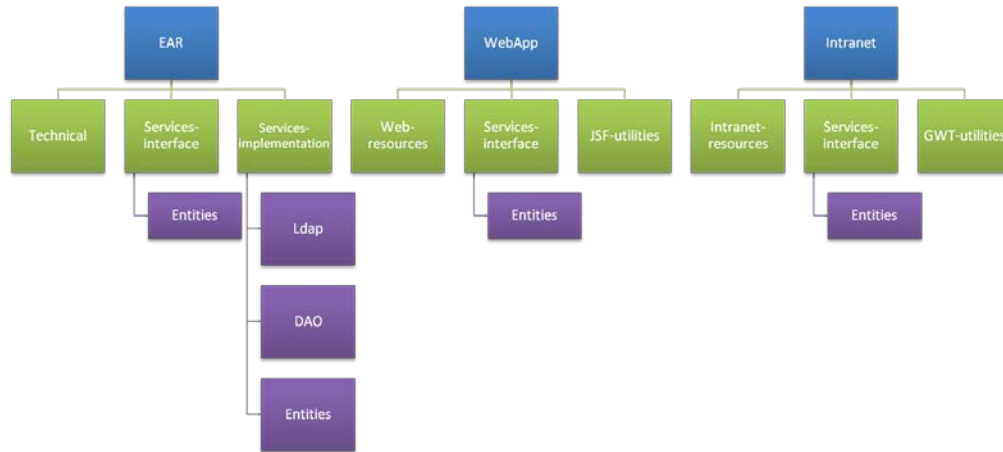 EAR
WebApp
Intranet
Technical
Services-
interface
Services-
implementation
Web-
resources
Services-
interface
JSF-utilities
Intranet-
resources
Services-
interface
GWT-utilities
Entities
Ldap
DAO
Entities
Entities
Entities